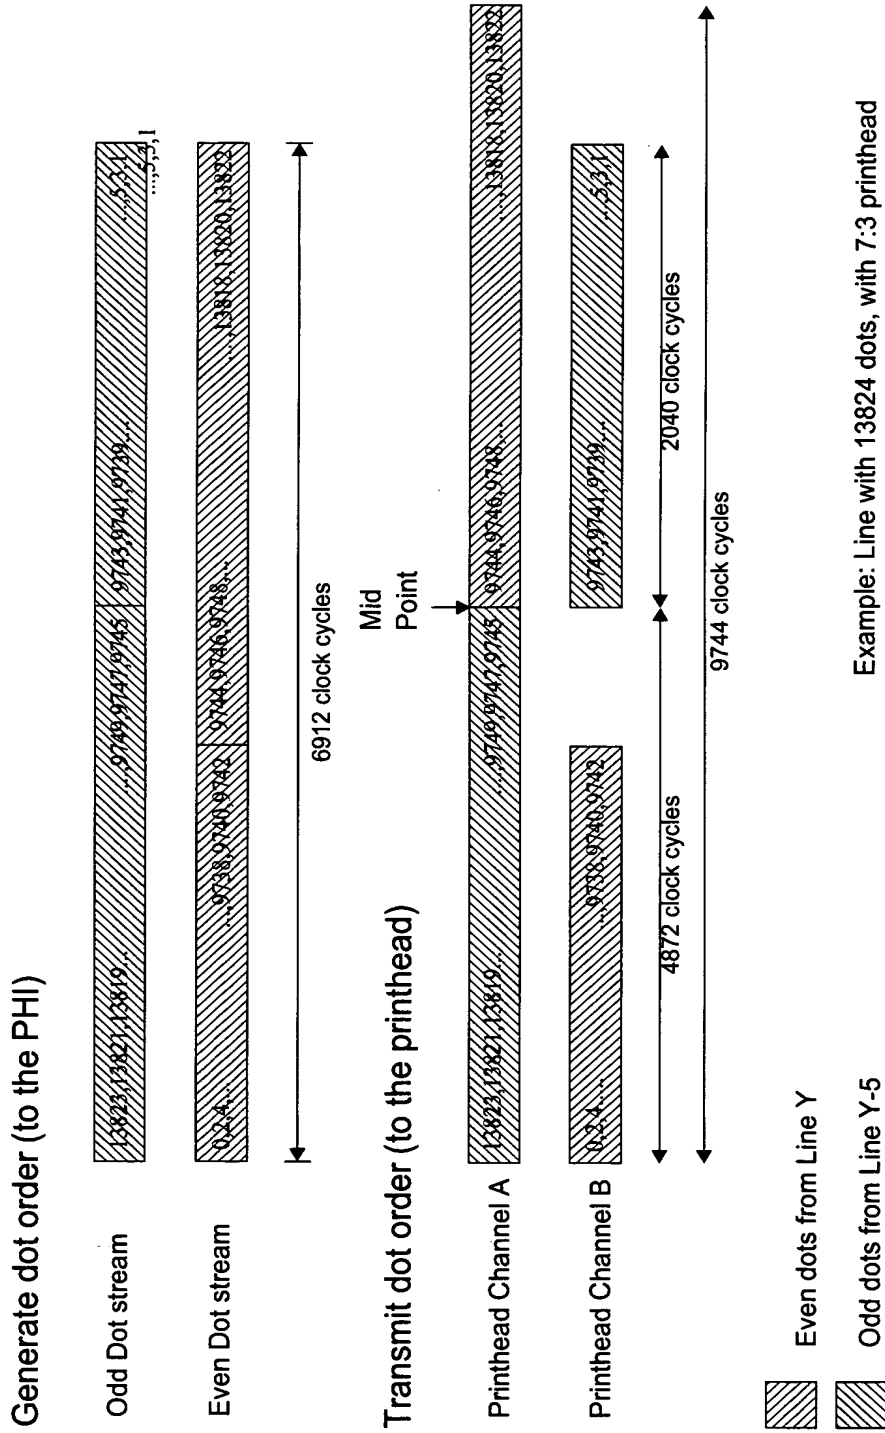 Generate dot order (to the PHI)
Odd Dot stream
13823,13821,13819...
...,9749,9747,9745
9743,9741,9739....
...,5,3,1
...,5,3,1
Even Dot stream
0,2,4,...
...,9738,9740,9742
9744,9746,9748,...
....,13818,13820,13822
6912 clock cycles
Transmit dot order (to the printhead)
Mid
Point
Printhead Channel A
13823,13821,13819...
...,9749,9747,9745
9744,9746,9748,...
....,13818,13820,13822
Printhead Channel B
0,2,4,....
...,9738,9740,9742
9743,9741,9739....
...,5,3,1
4872 clock cycles
2040 clock cycles
9744 clock cycles
Even dots from Line Y
Odd dots from Line Y-5
Example: Line with 13824 dots, with 7:3 printhead